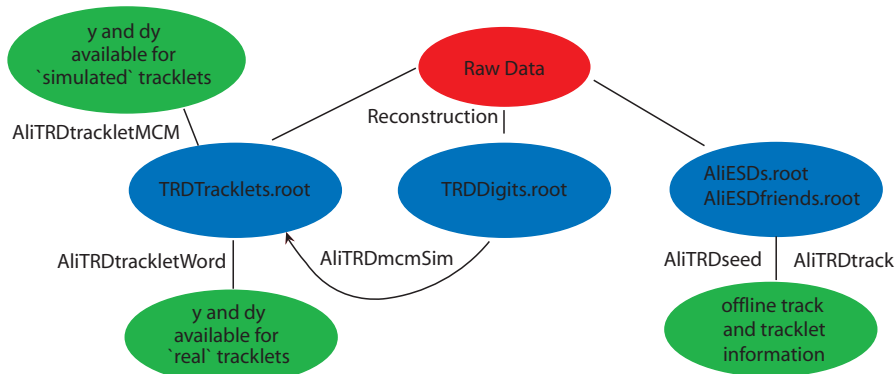 y and dy
available for
`simulated` tracklets
Raw Data
AliTRDtrackletMCM
Reconstruction
TRDTracklets.root
TRDDigits.root
AliESDs.root
AliESDfriends.root
AliTRDtrackletWord
AliTRDmcmSim
AliTRDseed
AliTRDtrack
y and dy
available for
`real` tracklets
offline track
and tracklet
information